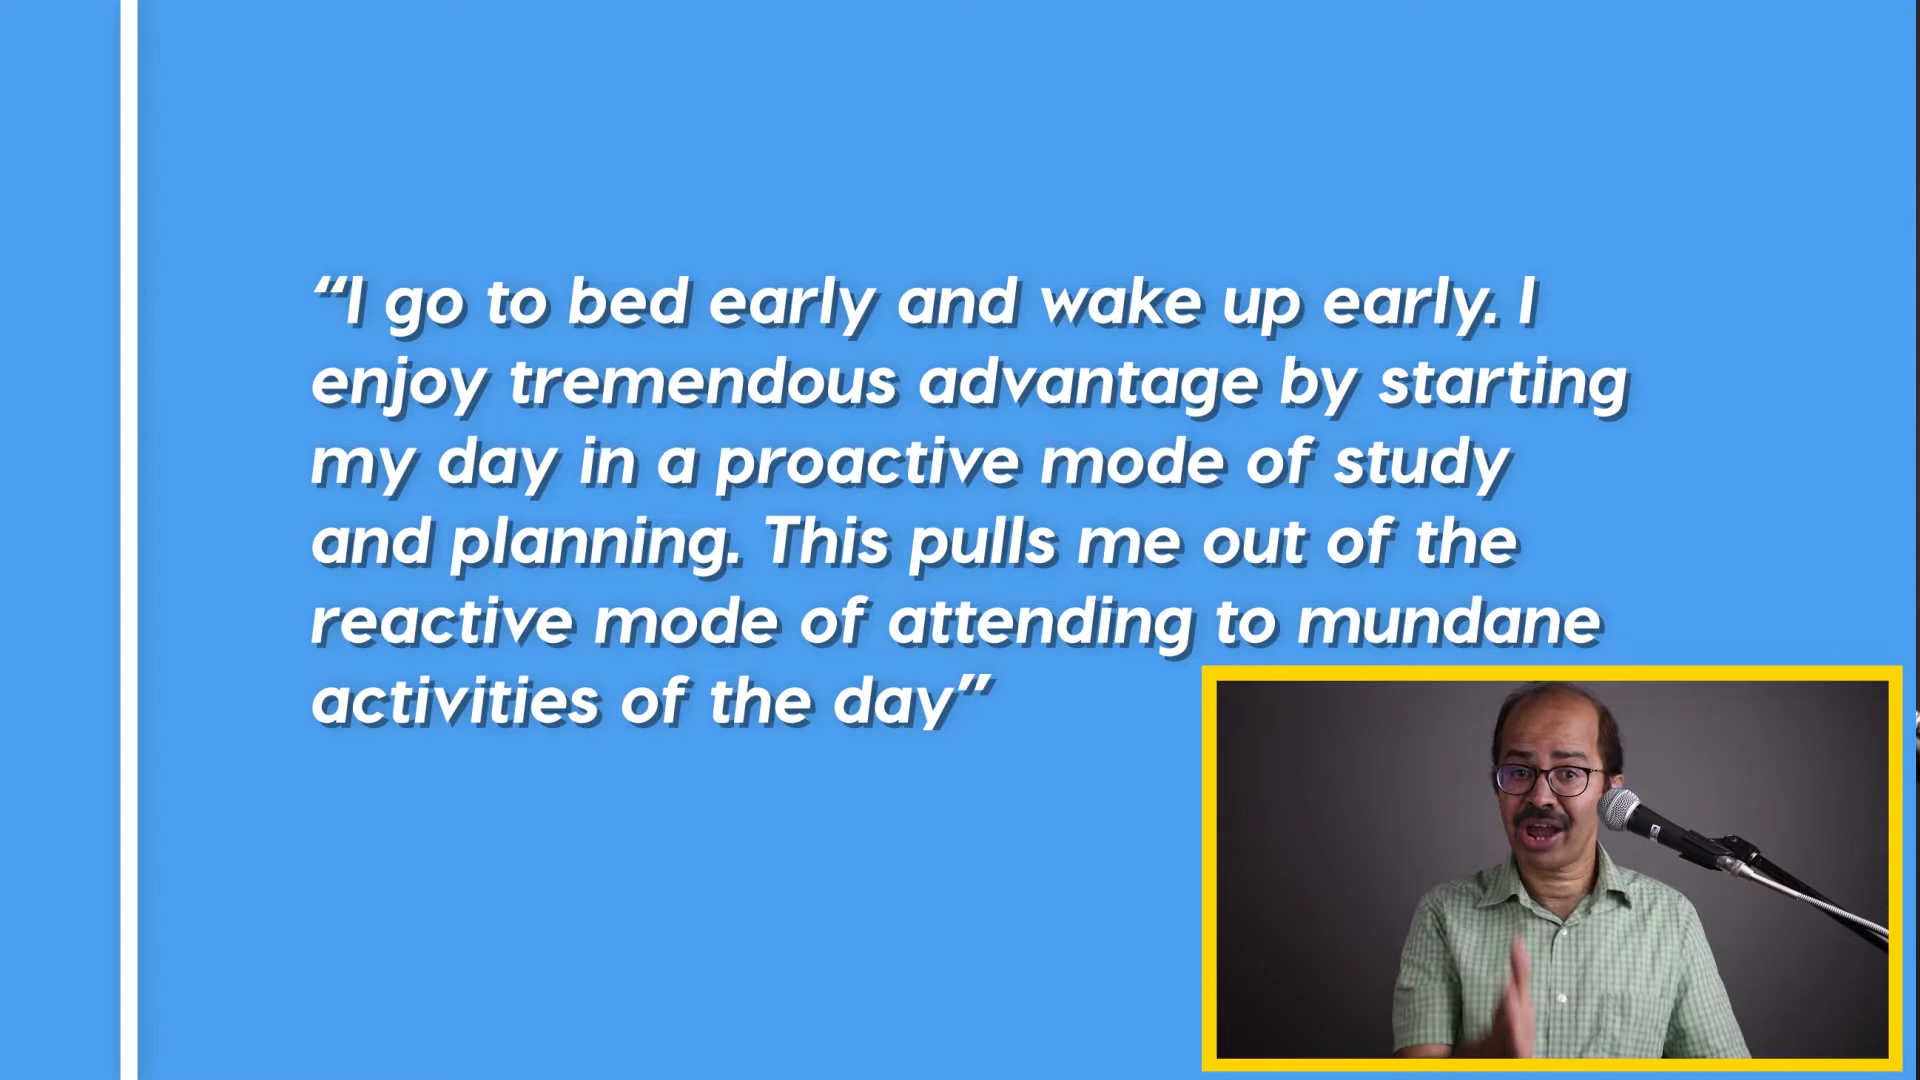 “I go to bed early and wake up early. I
enjoy tremendous advantage by starting
my day in a proactive mode of study
and planning. This pulls me out of the
reactive mode of attending to mundane
activities of the day”